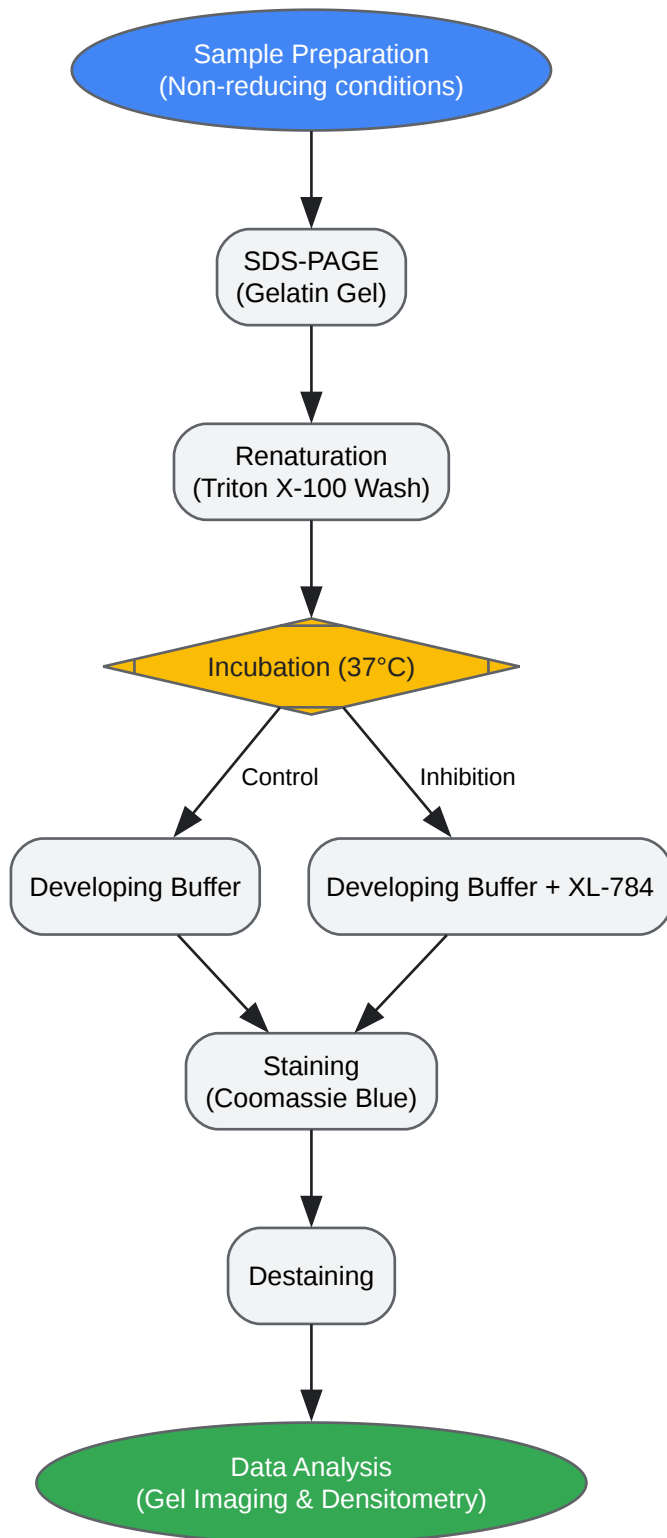 Sample Preparation
(Non-reducing conditions)
SDS-PAGE
(Gelatin Gel)
Renaturation
(Triton X-100 Wash)
Incubation (37°C)
Control
Inhibition
Developing Buffer
Developing Buffer + XL-784
Staining
(Coomassie Blue)
Destaining
Data Analysis
(Gel Imaging & Densitometry)